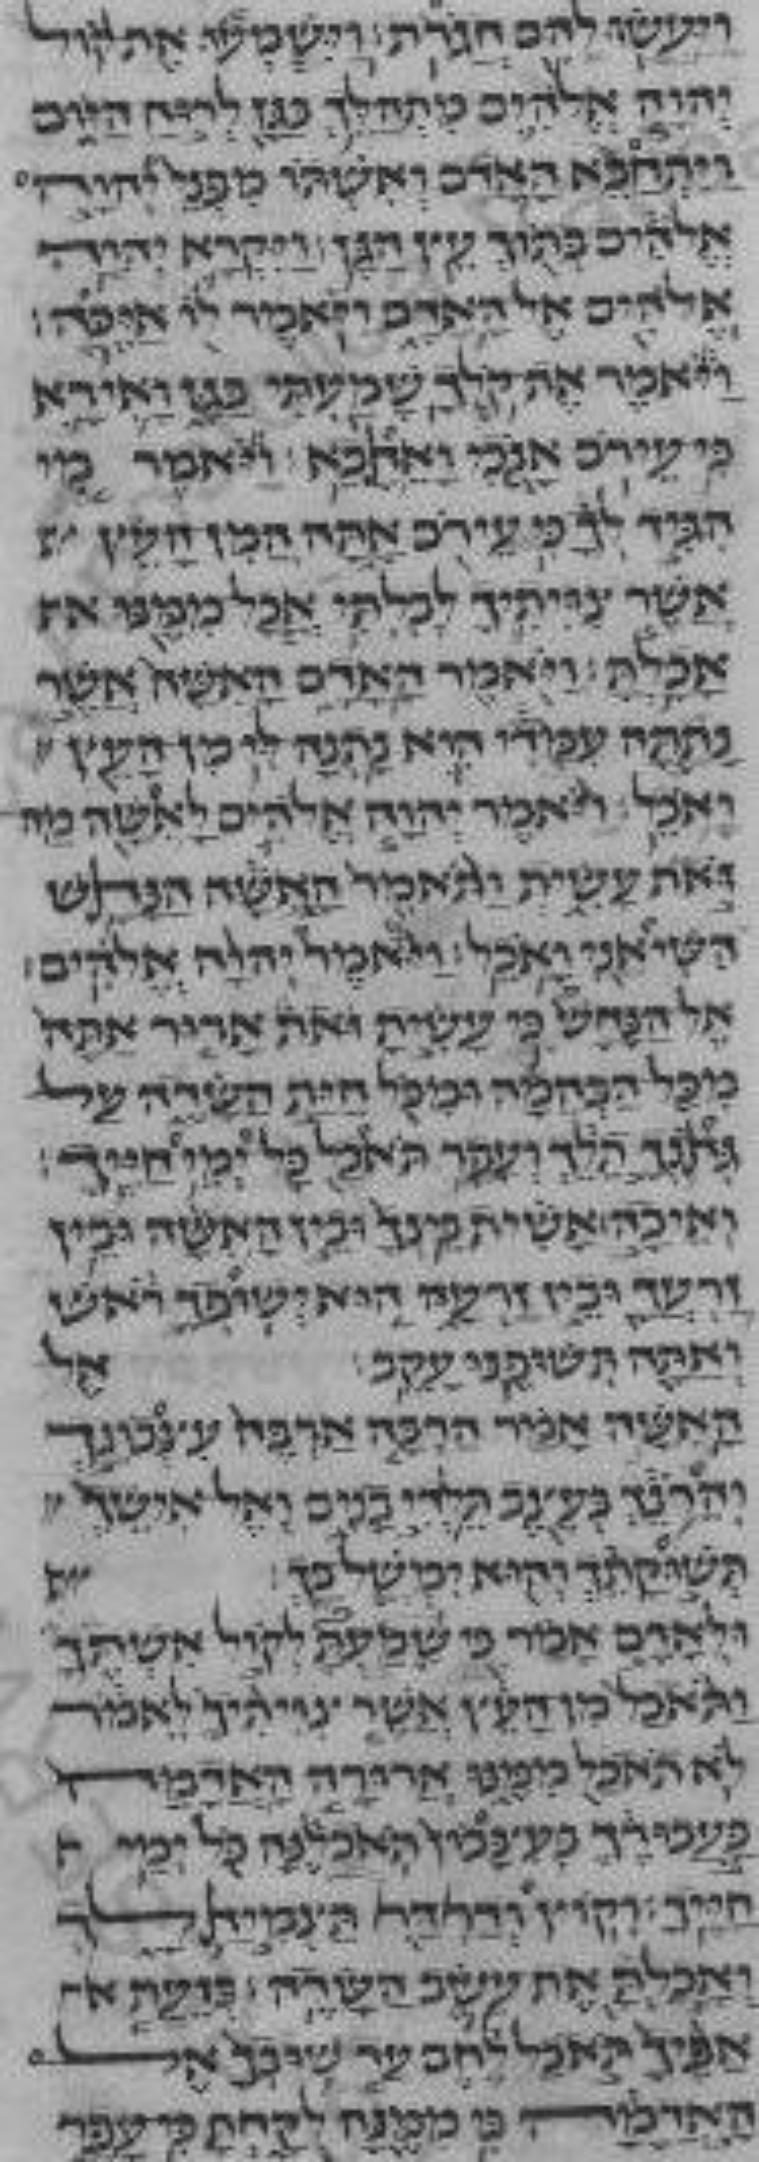 ויעשו להם חגרת׃ וישמעו את קול
יהוה אלהים מתהלך בגן לרוח היום
ויתחבא האדם ואשתו מפני יהוה
אלהים בתוך עץ הגן׃ ויקרא יהוה
אלהים אל האדם ויאמר לו איכה׃
ויאמר את קלך שמעתי בגן ואירא
כי עירם אנכי ואחבא׃ ויאמר מי
הגיד לך כי עירם אתה המן העץ
אשר צויתיך לבלתי אכל ממנו את
אכלת׃ ויאמר האדם האשה אשר
נתתה עמדי היא נתנה לי מן העץ
ואכל׃ ויאמר יהוה אלהים לאשה מה
זאת עשית ותאמר האשה הנחש
השיאני ואכל׃ ויאמר יהוה אלהים׃
אל הנחש כי עשית זאת ארור אתה
מכל הבהמה ומכל חית השדה על
גחנך תלך ועפר תאכל כל ימי חייך׃
ואיבה אשית בינך ובין האשה ובין
זרעך ובין זרעה הוא ישופך ראש
ואתה תשופנו עקב׃ אל
האשה אמר הרבה ארבה עצבונך
והרנך בעצב תלדי בנים ואל אישך
תשוקתך והוא ימשל בך׃
ולאדם אמר כי שמעת לקול אשתך
ותאכל מן העץ אשר צויתיך לאמר
לא תאכל ממנו ארורה האדמה
בעבורך בעצבון תאכלנה כל ימי ח
חייך׃ וקוץ ודרדר תצמיח לך
ואכלת את עשב השדה׃ בזעת א
אפיך תאכל לחם עד שובך אל
האדמה כי ממנה לקחת כי עפר